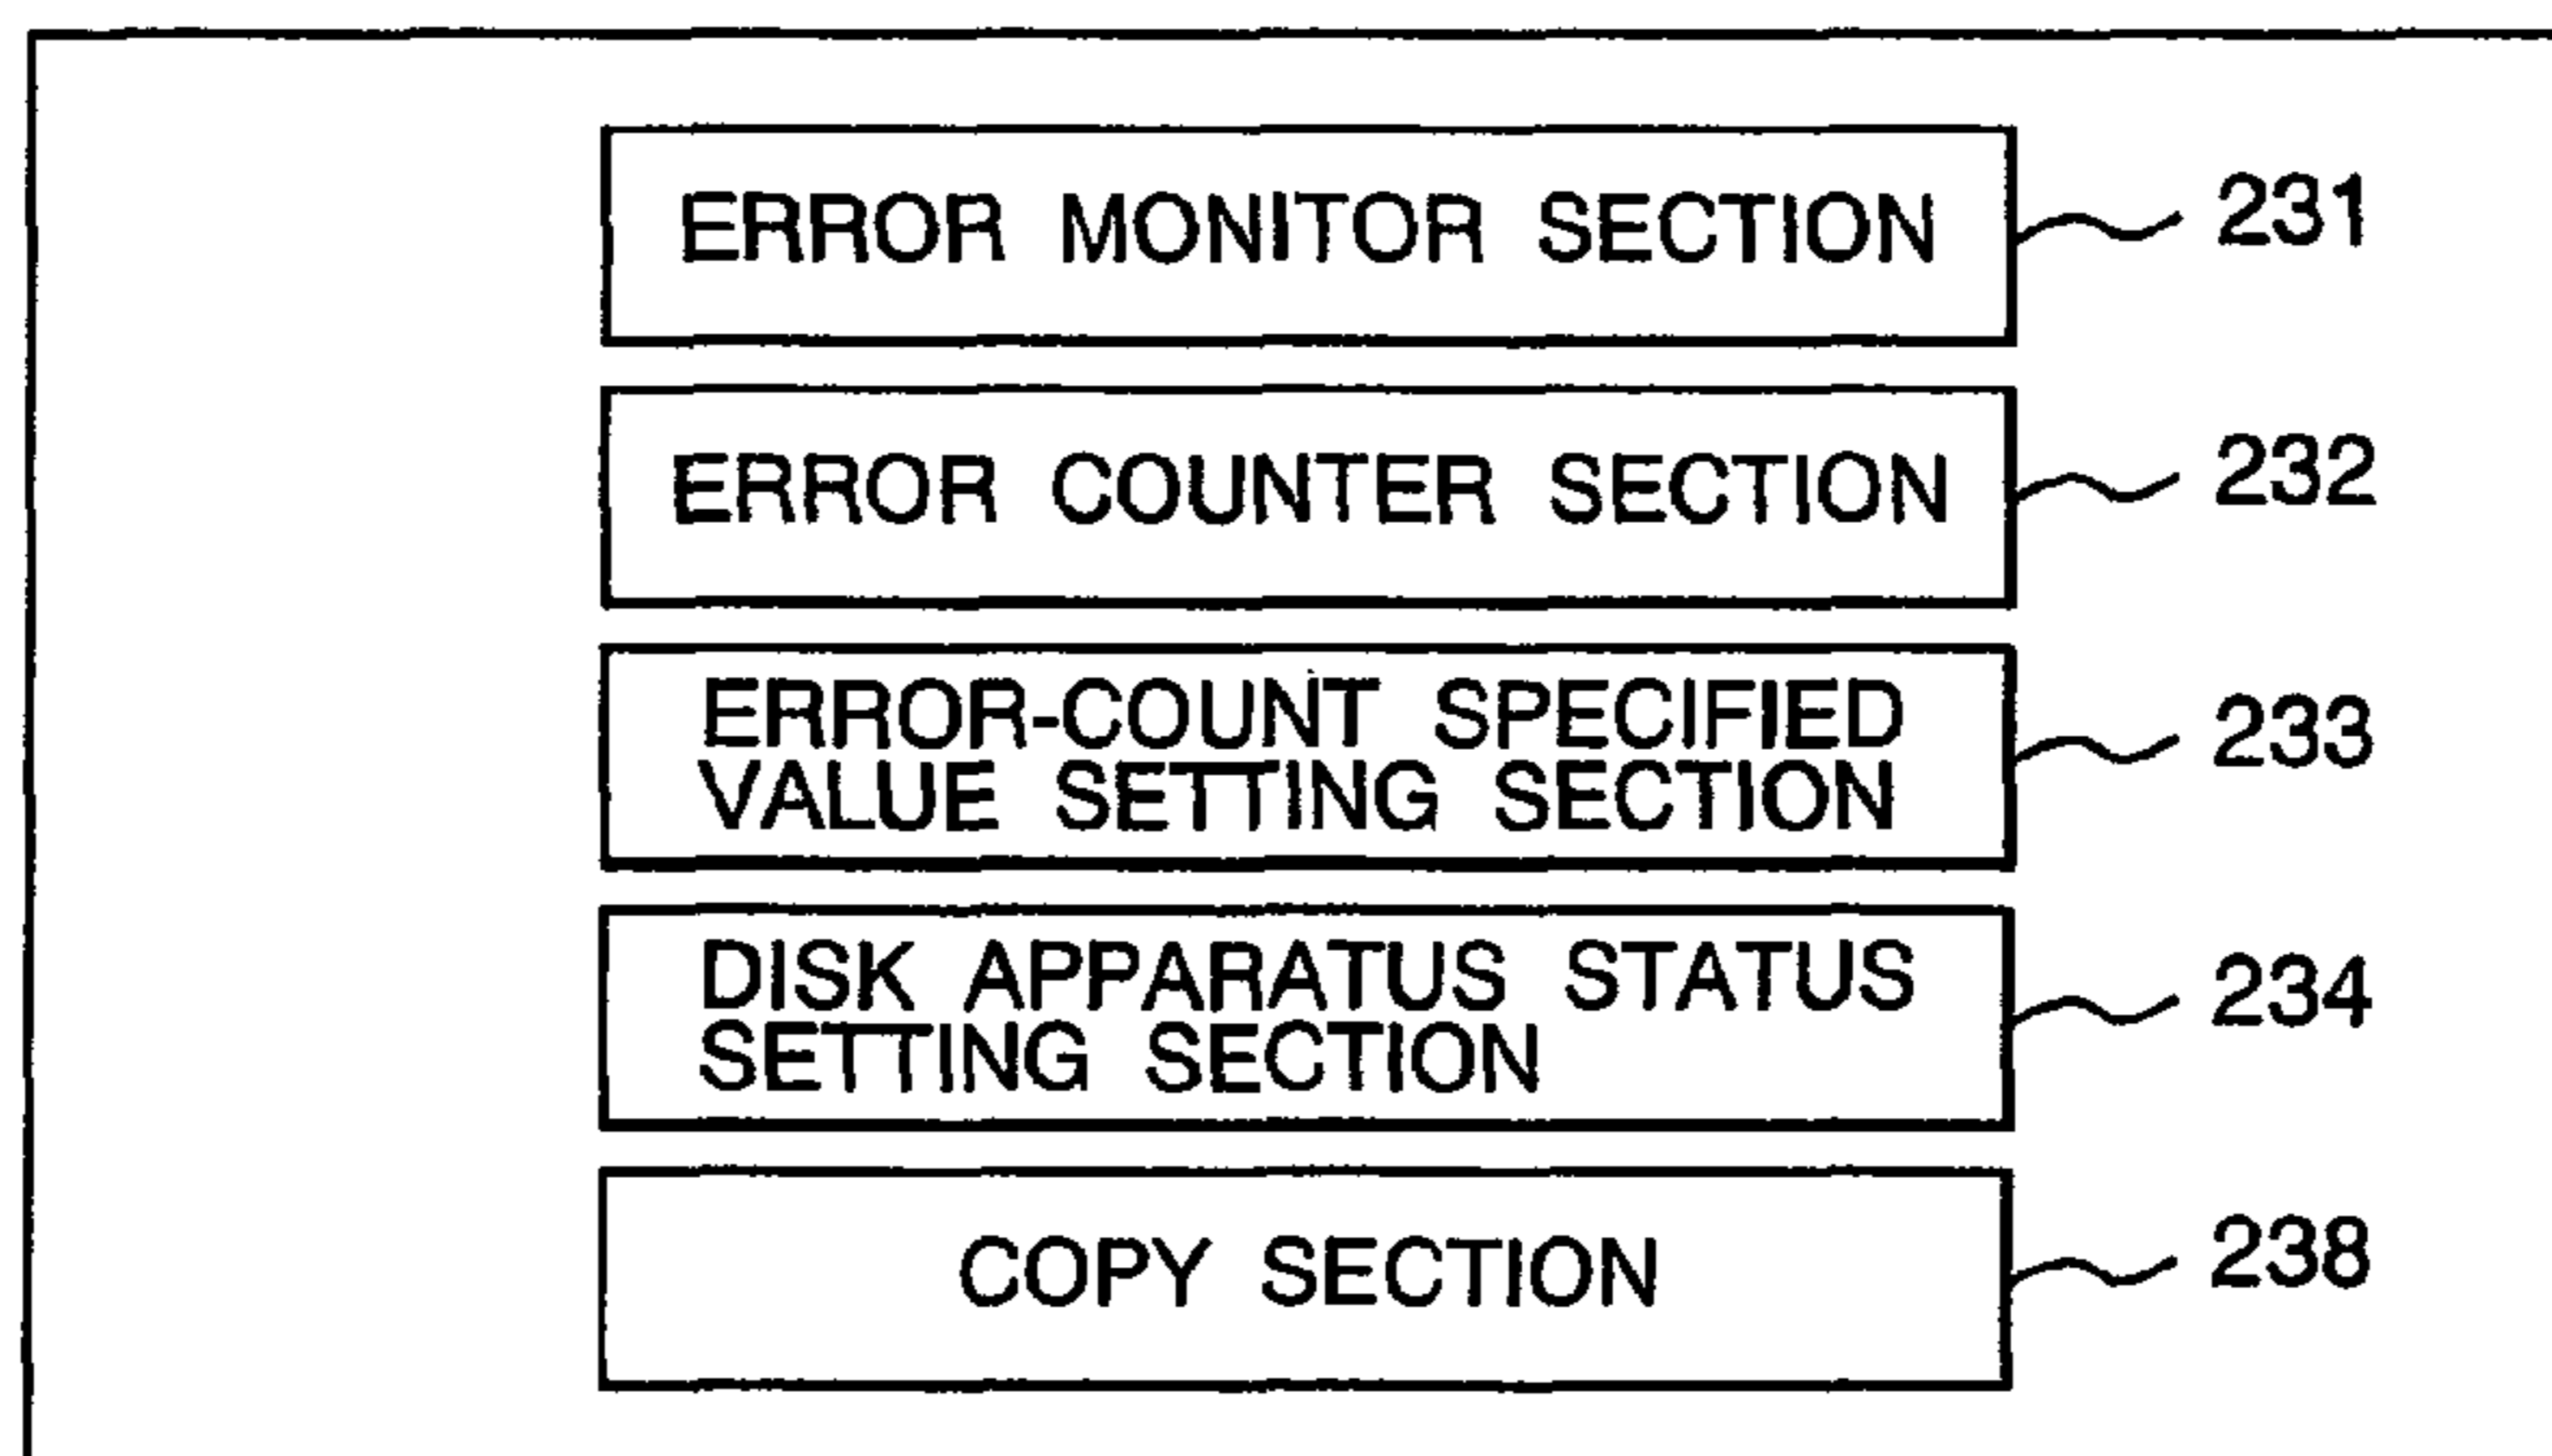 ERROR MONITOR SECTION 231
ERROR COUNTER SECTION 232
ERROR-COUNT SPECIFIED
VALUE SETTING SECTION
233
DISK APPARATUS STATUS
SETTING SECTION
234
COPY SECTION 238